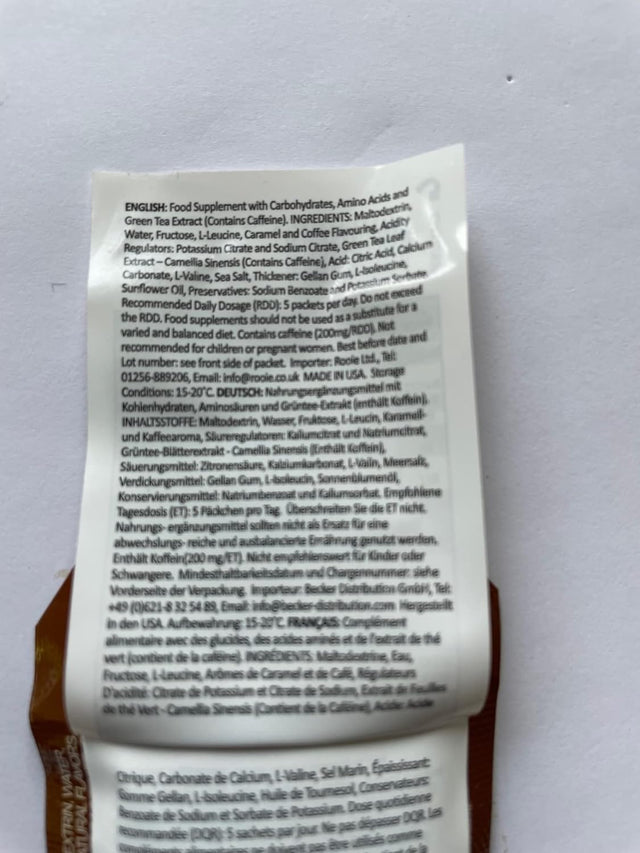 ENGLISH: Food Supplement with Carbohydrates, Amino Acids and
Green Tea Extract (Contains Caffeine). INGREDIENTS: Maltodextrin,
Water, Fructose, L-Leucine, Caramel and Coffee Flavouring, Acidity
Regulators: Potassium Citrate and Sodium Citrate, Green Tea Leaf
Extract – Camellia Sinensis (Contains Caffeine), Acid: Citric Acid, Calcium
Carbonate, L-Valine, Sea Salt, Thickener: Gellan Gum, L-Isoleucine,
Sunflower Oil, Preservatives: Sodium Benzoate and Potassium Sorbate.
Recommended Daily Dosage (RDD): 5 packets per day. Do not exceed
the RDD. Food supplements should not be used as a substitute for a
varied and balanced diet. Contains caffeine (200mg/RDD). Not
recommended for children or pregnant women. Best before date and
Lot number: see front side of packet. Importer: Rooie Ltd., Tel:
01256-889206, Email: info@rooie.co.uk MADE IN USA. Storage
Conditions: 15-20°C. DEUTSCH: Nahrungsergänzungsmittel mit
Kohlenhydraten, Aminosäuren und Grüntee-Extrakt (enthält Koffein).
INHALTSSTOFFE: Maltodextrin, Wasser, Fruktose, L-Leucin, Karamell-
und Kaffeearoma, Säureregulatoren: Kaliumcitrat und Natriumcitrat,
Grüntee-Blätterextrakt - Camellia Sinensis (Enthält Koffein),
Säuerungsmittel: Zitronensäure, Kalziumkarbonat, L-Valin, Meersalz,
Verdickungsmittel: Gellan Gum, L-Isoleucin, Sonnenblumenöl,
Konservierungsmittel: Natriumbenzoat und Kaliumsorbat. Empfohlene
Tagesdosis (ET): 5 Päckchen pro Tag. Überschreiten Sie die ET nicht.
Nahrungs- ergänzungsmittel sollten nicht als Ersatz für eine
abwechslungs- reiche und ausbalancierte Ernährung genutzt werden.
Enthält Koffein(200 mg/ET). Nicht empfehlenswert für Kinder oder
Schwangere. Mindesthaltbarkeitsdatum und Chargennummer: siehe
Vorderseite der Verpackung. Importeur: Becker Distribution GmbH, Tel:
+49 (0)621-8 32 54 89, Email: info@becker-distribution.com Hergestellt
in den USA. Aufbewahrung: 15-20°C. FRANÇAIS: Complément
alimentaire avec des glucides, des acides aminés et de l'extrait de thé
vert (contient de la caféine). INGRÉDIENTS: Maltodextrine, Eau,
Fructose, L-Leucine, Arômes de Caramel et de Café, Régulateurs
D'acidité: Citrate de Potassium et Citrate de Sodium, Extrait de Feuilles
de thé Vert - Camellia Sinensis (Contient de la Caféine), Acide: Acide
Citrique, Carbonate de Calcium, L-Valine, Sel Marin, Épaississant:
Gomme Gellan, L-Isoleucine, Huile de Tournesol, Conservateurs:
Benzoate de Sodium et Sorbate de Potassium. Dose quotidienne
recommandée (DQR): 5 sachets par jour. Ne pas dépasser DQR. Les
compléments alimentaires ne doivent pas être utilisés comme
EXTRIN, WATER,
ATURAL FLAVORS